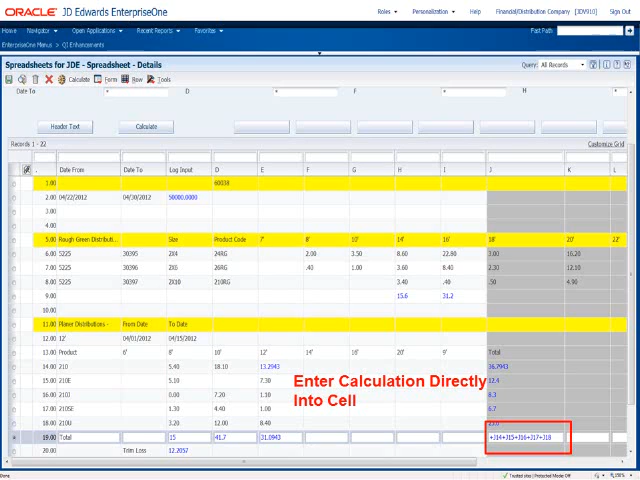 ORACLE JD Edwards EnterpriseOne Roles Personalization Help Financial/Distribution Company [JDV910] Sign Out
Home Navigator Open Applications Recent Reports Favorites Fast Path
EnterpriseOne Menus > QJ Enhancements
Spreadsheets for JDE - Spreadsheet - Details Query: All Records
Calculate Form Row Tools
Date To * D * F * H
Header Text Calculate
Records 1 - 22 Customize Grid
. Date From Date To Log Input D E F G H I J K L
1.00 60038
2.00 04/22/2012 04/30/2012 50000.0000
3.00
4.00
5.00 Rough Green Distributi... Size Product Code 7' 8' 10' 14' 16' 18' 20' 22'
6.00 5225 30395 2X4 24RG 2.00 3.50 8.60 22.80 3.00 16.20
7.00 5225 30396 2X6 26RG .40 1.00 3.60 8.40 2.30 12.10
8.00 5225 30397 2X10 210RG 3.40 .40 .50 4.90
9.00 15.6 31.2
10.00
11.00 Planer Distributions - From Date To Date
12.00 12' 04/01/2012 04/15/2012
13.00 Product 6' 8' 10' 12' 14' 16' 20' 9' Total
14.00 210 5.40 18.10 13.2943 36.7943
15.00 210E 5.10 7.30 12.4
16.00 210J 0.00 7.20 1.10 8.3
17.00 210SE 1.30 4.40 1.00 6.7
18.00 210U 3.20 12.00 8.40
19.00 Total 15 41.7 31.0943 +J14+J15+J16+J17+J18
20.00 Trim Loss 12.2057
Enter Calculation Directly
Into Cell
Done Trusted sites | Protected Mode: Off